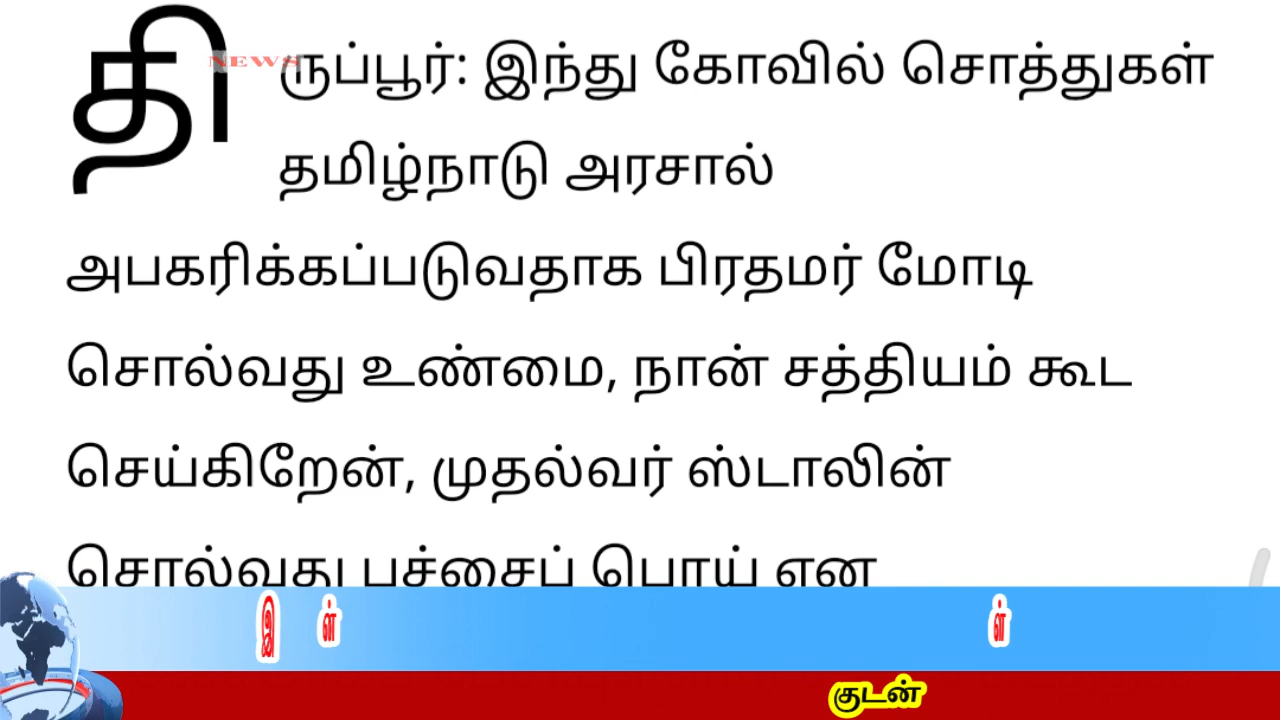 NEWS
திருப்பூர்: இந்து கோவில் சொத்துகள்
தமிழ்நாடு அரசால்
அபகரிக்கப்படுவதாக பிரதமர் மோடி
சொல்வது உண்மை, நான் சத்தியம் கூட
செய்கிறேன், முதல்வர் ஸ்டாலின்
சொல்வது பச்சைப் பொய் என
இ ள் ள்
குடன்